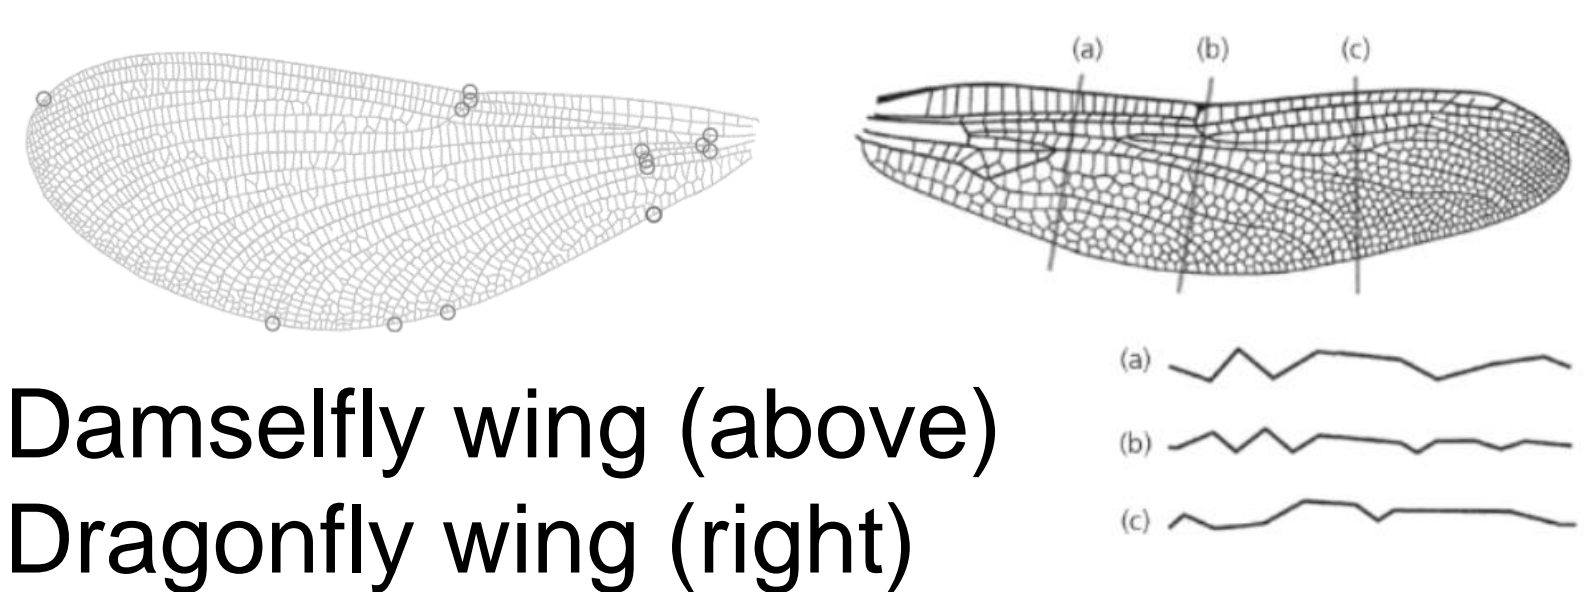 (a) (b) (c)
(a)
(b)
(c)
Damselfly wing (above)
Dragonfly wing (right)